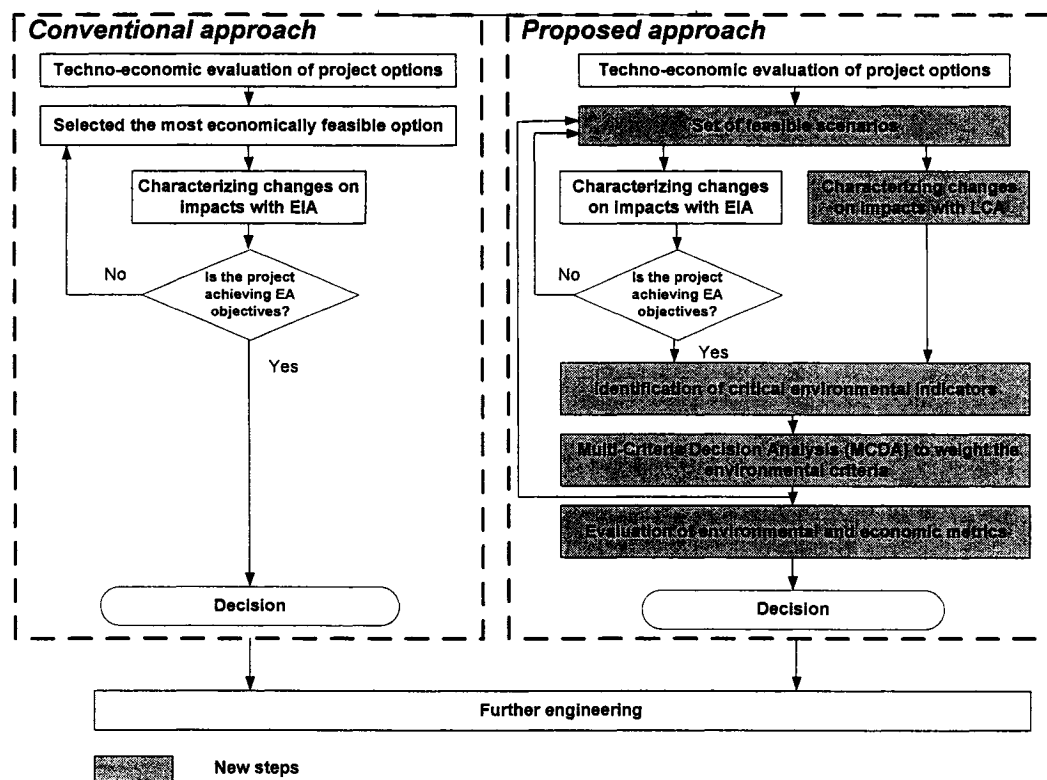 Conventional approach
Techno-economic evaluation of project options
Selected the most economically feasible option
Characterizing changes on
impacts with EIA
No
Is the project
achieving EA
objectives?
Yes
Decision
Proposed approach
Techno-economic evaluation of project options
Set of feasible scenarios
Characterizing changes
on impacts with EIA
Characterizing changes
on impacts with LCA
No
Is the project
achieving EA
objectives?
Yes
Identification of critical environmental indicators
Multi-Criteria Decision Analysis (MCDA) to weight the
environmental criteria
Evaluation of environmental and economic metrics
Decision
Further engineering
New steps